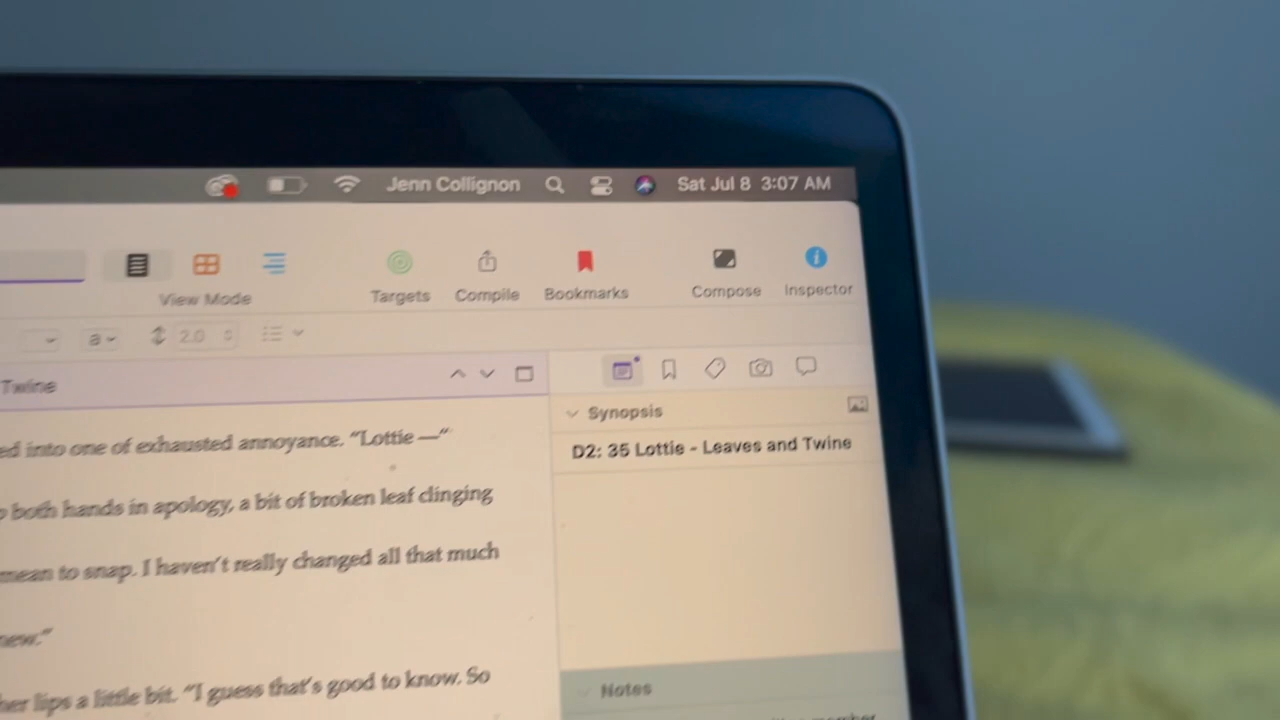 Jenn Collignon Sat Jul 8 3:07 AM
View Mode Targets Compile Bookmarks Compose Inspector
a 2.0
Twine
Synopsis
D2: 35 Lottie - Leaves and Twine
ed into one of exhausted annoyance. “Lottie —“
both hands in apology, a bit of broken leaf clinging
mean to snap. I haven’t really changed all that much
new.”
her lips a little bit. “I guess that’s good to know. So
Notes
member